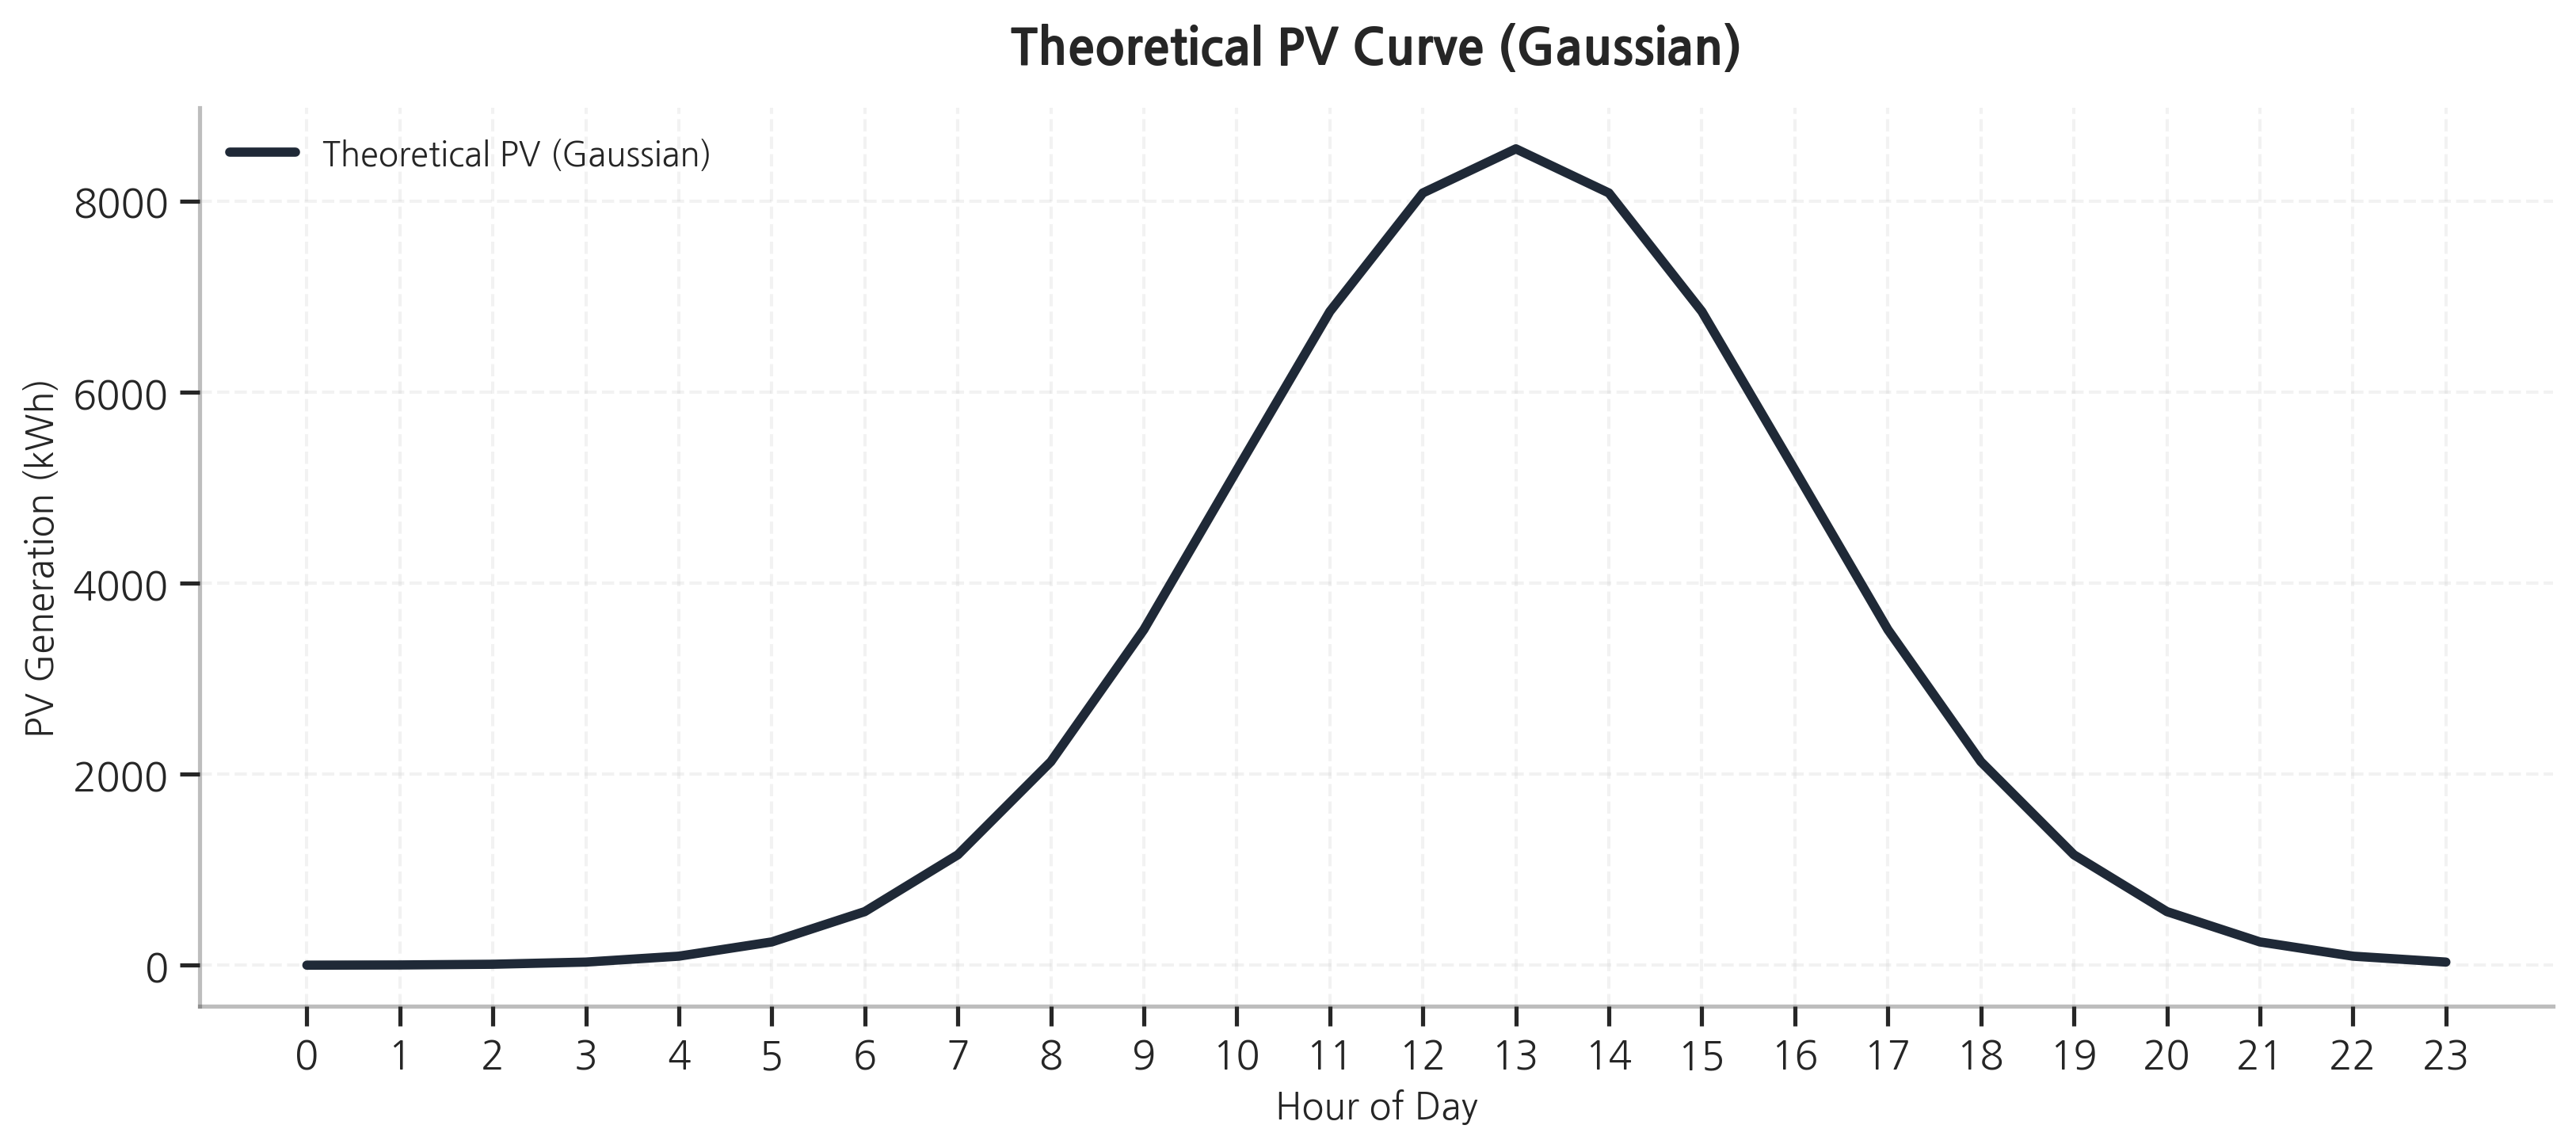 Theoretical PV Curve (Gaussian)
Theoretical PV (Gaussian)
PV Generation (kWh)
8000
6000
4000
2000
0
0 1 2 3 4 5 6 7 8 9 10 11 12 13 14 15 16 17 18 19 20 21 22 23
Hour of Day